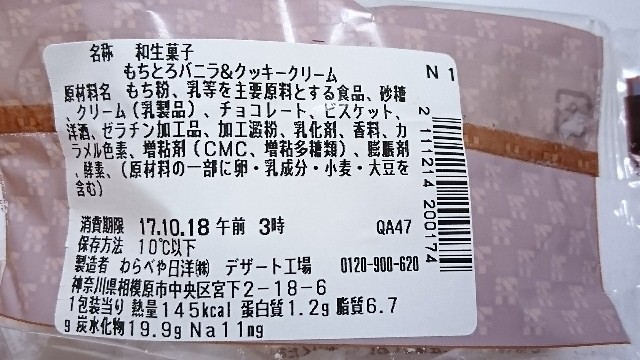 名称 和生菓子
もちとろバニラ&クッキークリーム
N 1
原材料名 もち粉、乳等を主要原料とする食品、砂糖
、クリーム(乳製品)、チョコレート、ビスケット、
洋酒、ゼラチン加工品、加工澱粉、乳化剤、香料、カ
ラメル色素、増粘剤(CMC、増粘多糖類)、膨脹剤
、酵素、(原材料の一部に卵・乳成分・小麦・大豆を
含む)
消費期限 17.10.18 午前 3時 QA47
保存方法 10℃以下
製造者 わらべや日洋㈱ デザート工場 0120-900-620
神奈川県相模原市中央区宮下2-18-6
1包装当り 熱量145kcal 蛋白質1.2g 脂質6.7
g 炭水化物19.9g Na11mg
2 111214 200174